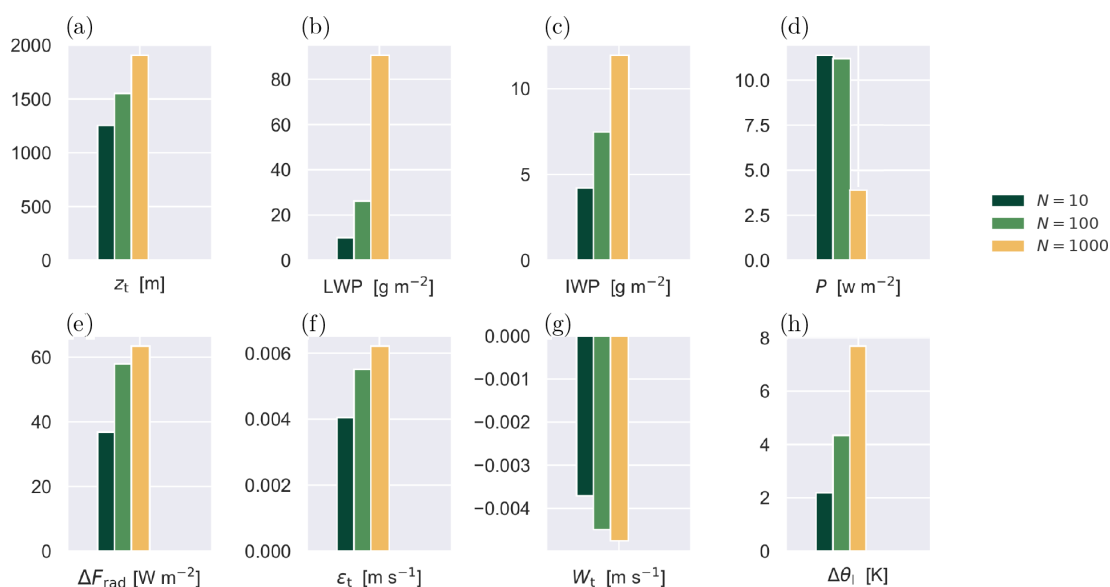 (a)
2000
1500
1000
500
0
z_t [m]
(b)
80
60
40
20
0
LWP [g m⁻²]
(c)
10
5
0
IWP [g m⁻²]
(d)
10.0
7.5
5.0
2.5
0.0
P [w m⁻²]
N = 10
N = 100
N = 1000
(e)
60
40
20
0
ΔF_rad [W m⁻²]
(f)
0.006
0.004
0.002
0.000
ε_t [m s⁻¹]
(g)
0.000
−0.001
−0.002
−0.003
−0.004
W_t [m s⁻¹]
(h)
8
6
4
2
0
Δθ_l [K]